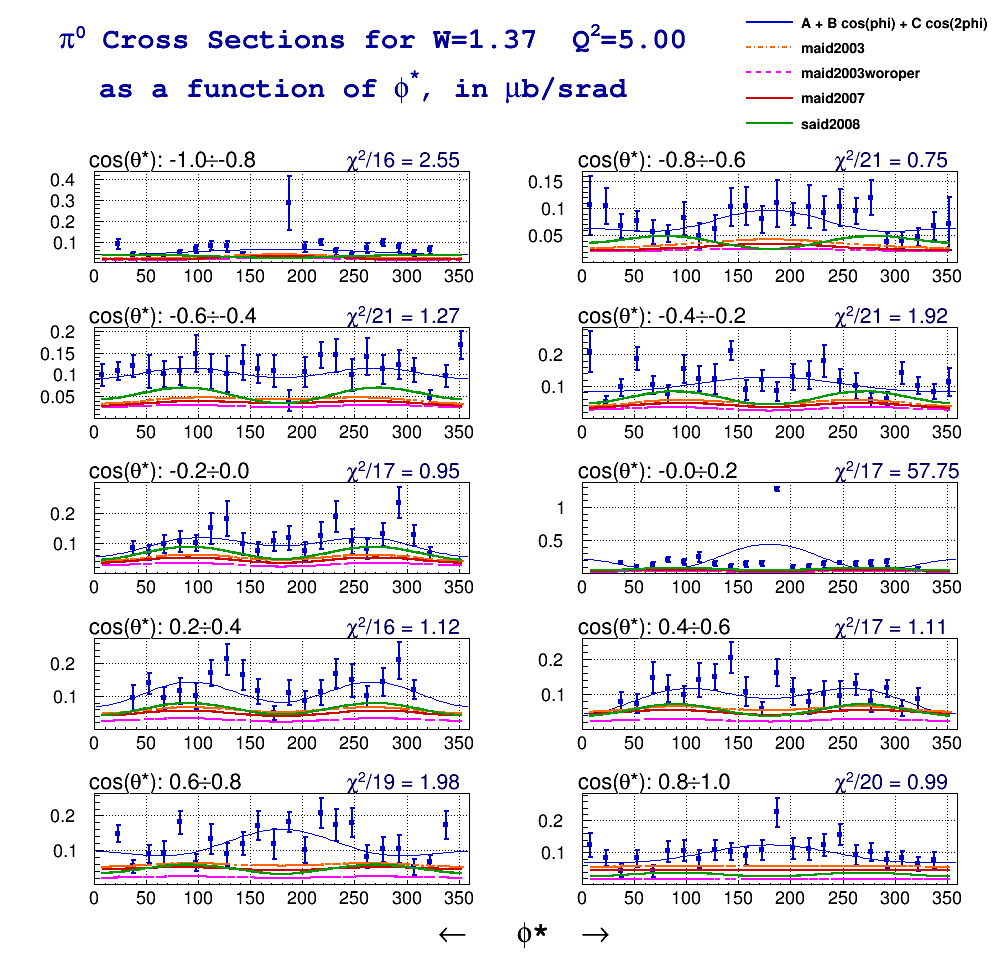 π⁰ Cross Sections for W=1.37 Q²=5.00
as a function of ϕ*, in μb/srad
A + B cos(phi) + C cos(2phi)
maid2003
maid2003woroper
maid2007
said2008
cos(θ*): -1.0÷-0.8 χ²/16 = 2.55
0.4
0.3
0.2
0.1
0 50 100 150 200 250 300 350
cos(θ*): -0.8÷-0.6 χ²/21 = 0.75
0.15
0.1
0.05
0 50 100 150 200 250 300 350
cos(θ*): -0.6÷-0.4 χ²/21 = 1.27
0.2
0.15
0.1
0.05
0 50 100 150 200 250 300 350
cos(θ*): -0.4÷-0.2 χ²/21 = 1.92
0.2
0.1
0 50 100 150 200 250 300 350
cos(θ*): -0.2÷0.0 χ²/17 = 0.95
0.2
0.1
0 50 100 150 200 250 300 350
cos(θ*): -0.0÷0.2 χ²/17 = 57.75
1
0.5
0 50 100 150 200 250 300 350
cos(θ*): 0.2÷0.4 χ²/16 = 1.12
0.2
0.1
0 50 100 150 200 250 300 350
cos(θ*): 0.4÷0.6 χ²/17 = 1.11
0.2
0.1
0 50 100 150 200 250 300 350
cos(θ*): 0.6÷0.8 χ²/19 = 1.98
0.2
0.1
0 50 100 150 200 250 300 350
cos(θ*): 0.8÷1.0 χ²/20 = 0.99
0.2
0.1
0 50 100 150 200 250 300 350
← ϕ* →